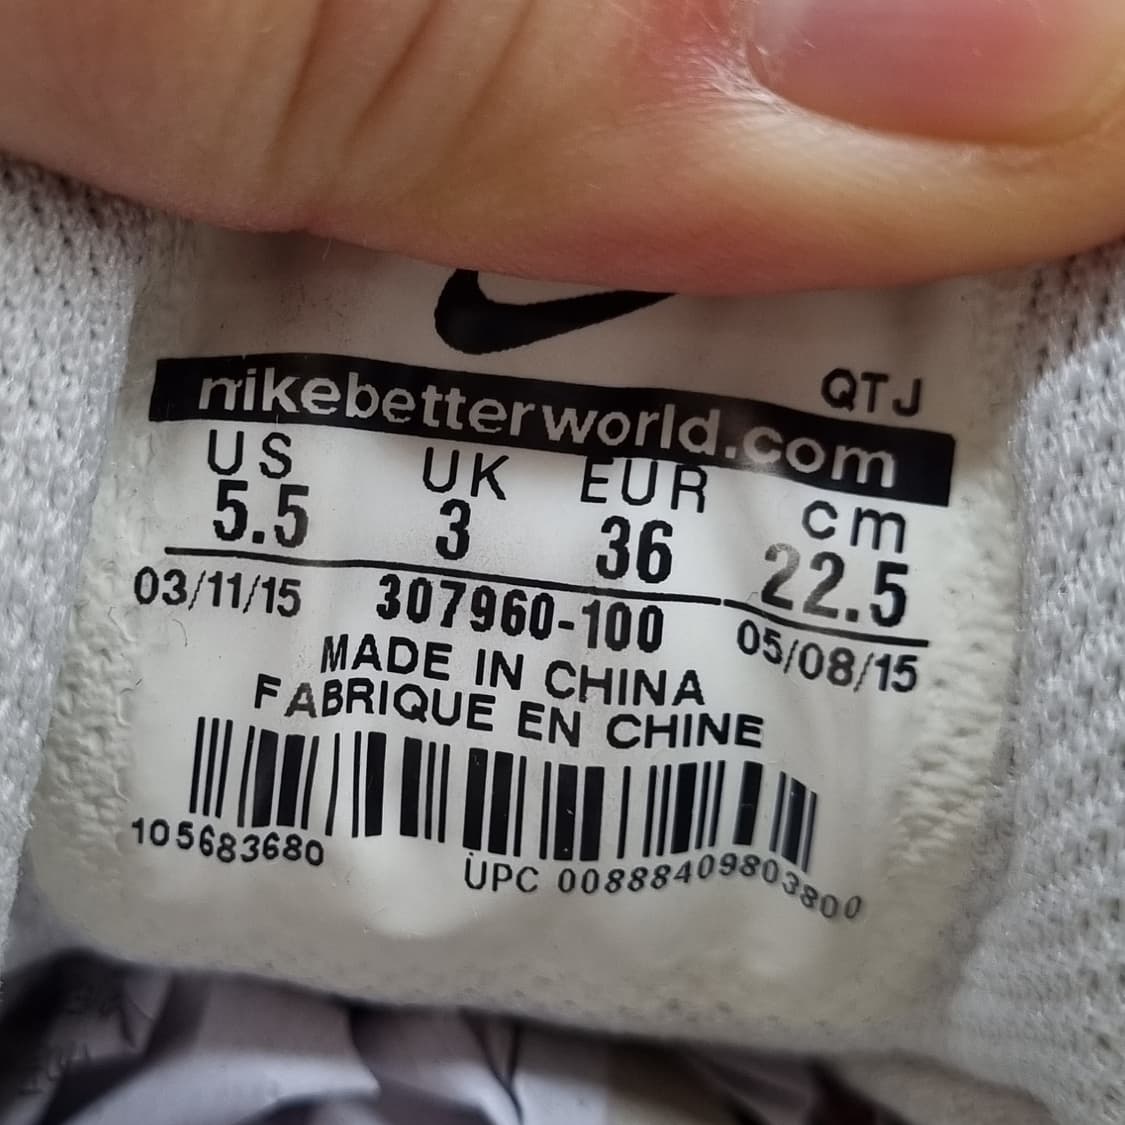 QTJ
nikebetterworld.com
US UK EUR cm
5.5 3 36 22.5
03/11/15 307960-100 05/08/15
MADE IN CHINA
FABRIQUE EN CHINE
105683680 UPC 00888409803800